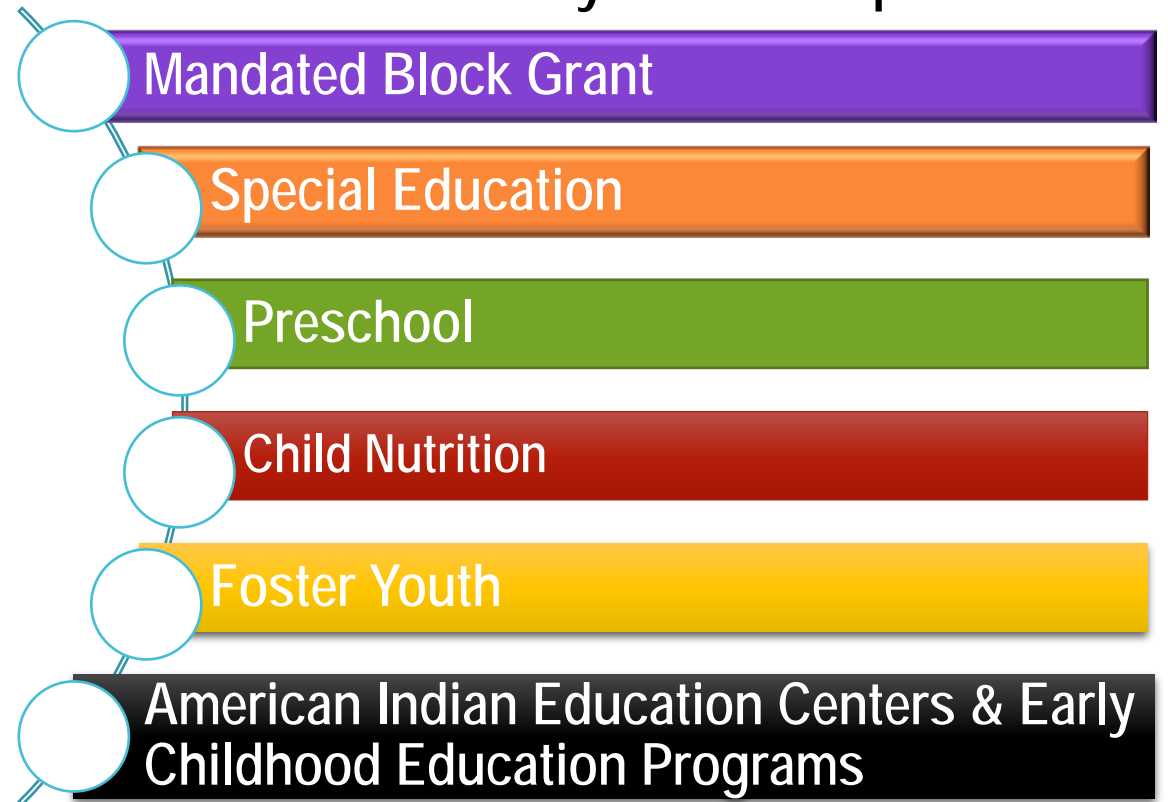 Mandated Block Grant
Special Education
Preschool
Child Nutrition
Foster Youth
American Indian Education Centers & Early
Childhood Education Programs